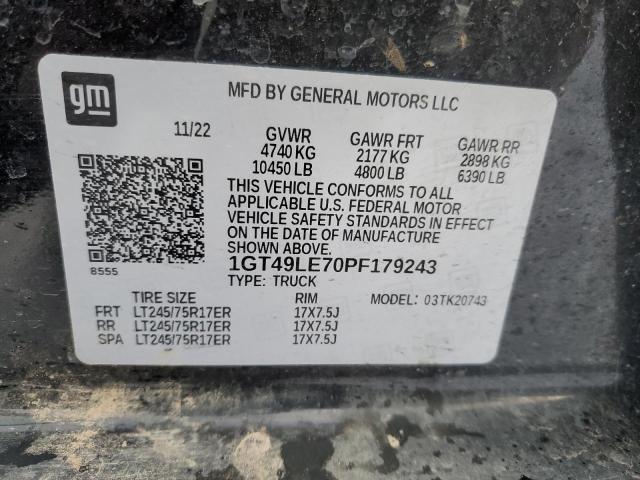 gm
MFD BY GENERAL MOTORS LLC
11/22 GVWR GAWR FRT GAWR RR
4740 KG 2177 KG 2898 KG
10450 LB 4800 LB 6390 LB
THIS VEHICLE CONFORMS TO ALL
APPLICABLE U.S. FEDERAL MOTOR
VEHICLE SAFETY STANDARDS IN EFFECT
ON THE DATE OF MANUFACTURE
SHOWN ABOVE.
8555
1GT49LE70PF179243
TYPE: TRUCK
TIRE SIZE RIM MODEL: 03TK20743
FRT LT245/75R17ER 17X7.5J
RR LT245/75R17ER 17X7.5J
SPA LT245/75R17ER 17X7.5J